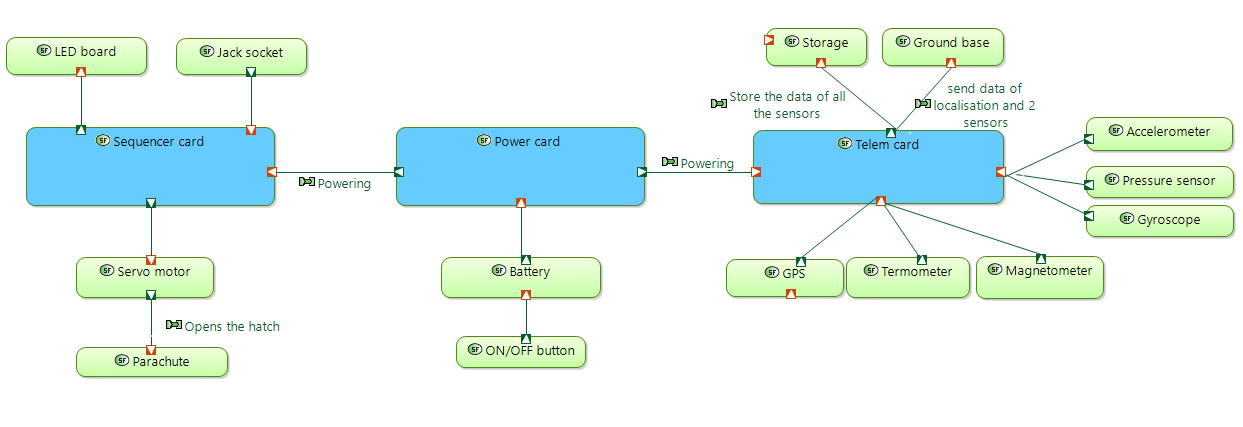 LED board
Jack socket
Storage
Ground base
Store the data of all
the sensors
send data of
localisation and 2
sensors
Sequencer card
Power card
Telem card
Accelerometer
Pressure sensor
Gyroscope
Powering
Powering
Servo motor
Battery
GPS
Termometer
Magnetometer
Opens the hatch
Parachute
ON/OFF button